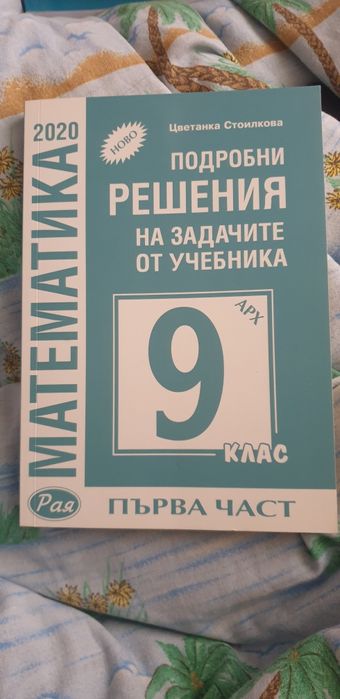 2020
МАТЕМАТИКА
НОВО
Цветанка Стоилкова
ПОДРОБНИ
РЕШЕНИЯ
НА ЗАДАЧИТЕ
ОТ УЧЕБНИКА
АРХ
9
КЛАС
Рая
ПЪРВА ЧАСТ